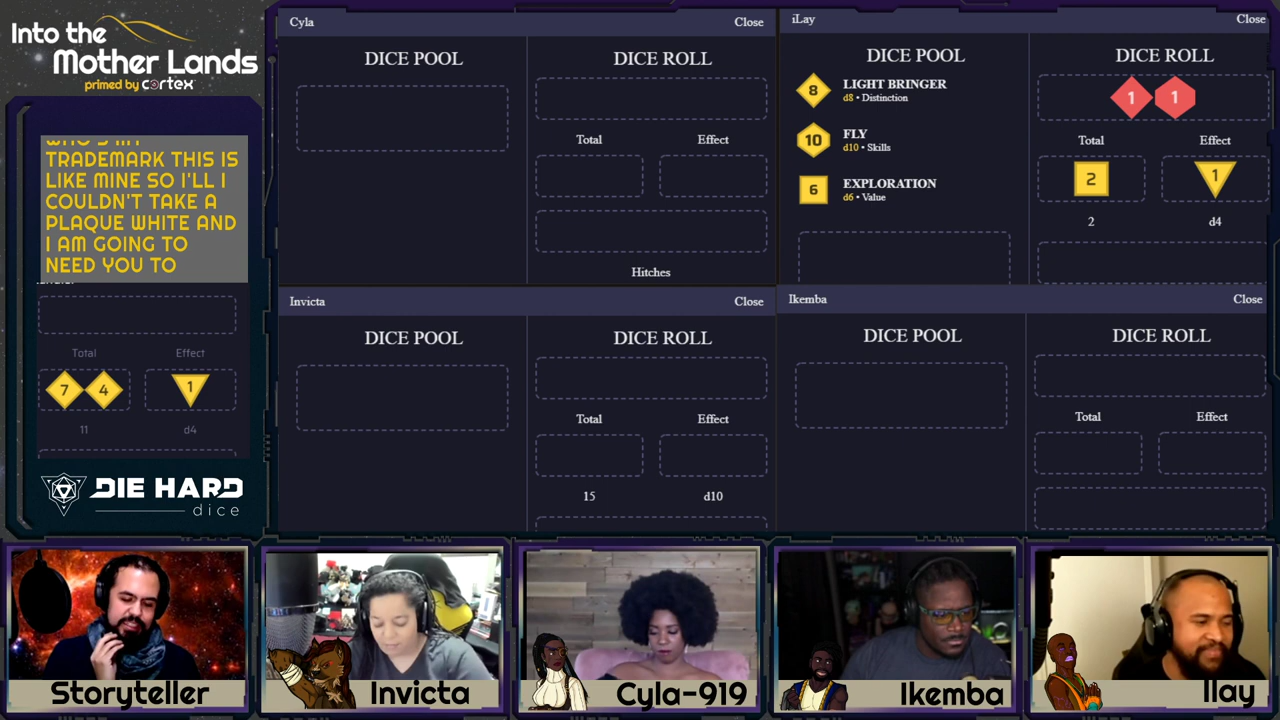 Into the
Mother Lands
primed by cortex
TRADEMARK THIS IS
LIKE MINE SO I'LL I
COULDN'T TAKE A
PLAQUE WHITE AND
I AM GOING TO
NEED YOU TO
Total Effect
7 4 1
11 d4
DIE HARD
dice
Cyla Close
DICE POOL DICE ROLL
Total Effect
Hitches
iLay Close
DICE POOL DICE ROLL
8 LIGHT BRINGER
d8 • Distinction
10 FLY
d10 • Skills
6 EXPLORATION
d6 • Value
1 1
Total Effect
2 1
2 d4
Invicta Close
DICE POOL DICE ROLL
Total Effect
15 d10
Ikemba Close
DICE POOL DICE ROLL
Total Effect
Storyteller
Invicta
Cyla-919
Ikemba
Ilay